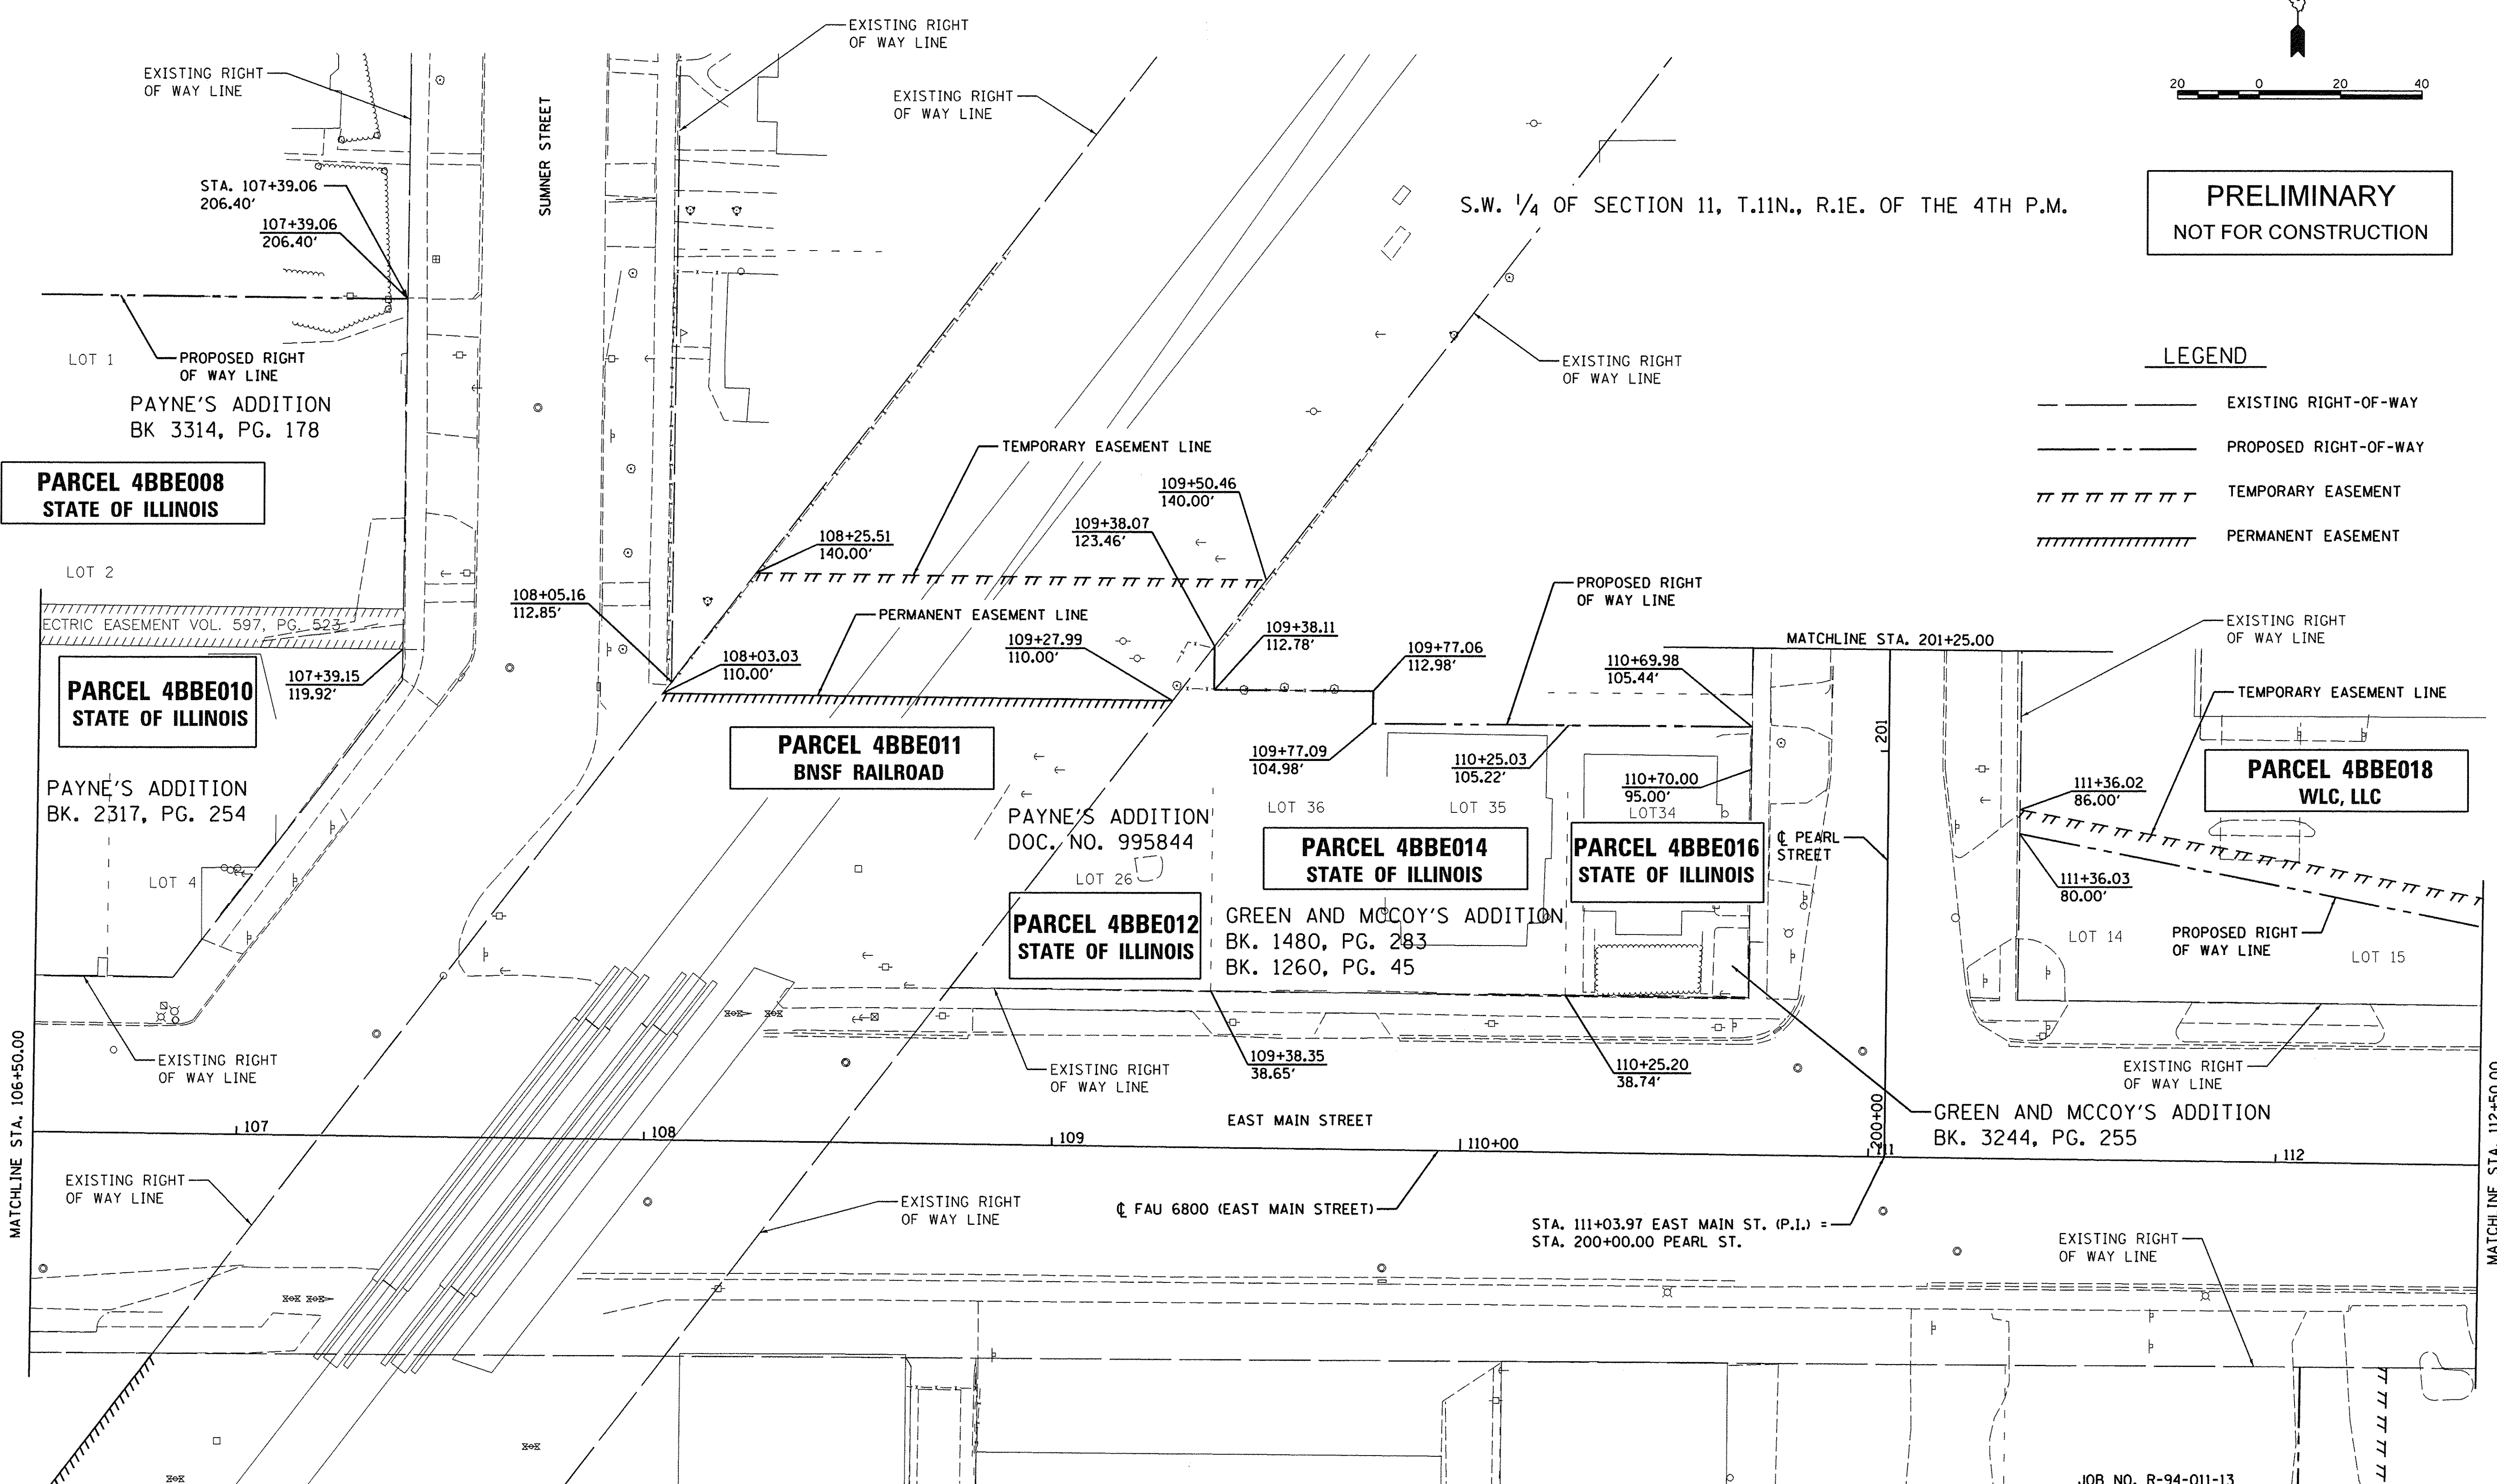 EXISTING RIGHT
OF WAY LINE
EXISTING RIGHT
OF WAY LINE
EXISTING RIGHT
OF WAY LINE
SUMNER STREET
STA. 107+39.06
206.40'
107+39.06
206.40'
20 0 20 40
S.W. 1/4 OF SECTION 11, T.11N., R.1E. OF THE 4TH P.M.
PRELIMINARY
NOT FOR CONSTRUCTION
LOT 1
PROPOSED RIGHT
OF WAY LINE
PAYNE'S ADDITION
BK 3314, PG. 178
EXISTING RIGHT
OF WAY LINE
LEGEND
EXISTING RIGHT-OF-WAY
PROPOSED RIGHT-OF-WAY
TEMPORARY EASEMENT
PERMANENT EASEMENT
PARCEL 4BBE008
STATE OF ILLINOIS
TEMPORARY EASEMENT LINE
109+50.46
140.00'
109+38.07
123.46'
108+25.51
140.00'
LOT 2
108+05.16
112.85'
PROPOSED RIGHT
OF WAY LINE
ECTRIC EASEMENT VOL. 597, PG. 523
PERMANENT EASEMENT LINE
109+27.99
110.00'
109+38.11
112.78'
109+77.06
112.98'
110+69.98
105.44'
MATCHLINE STA. 201+25.00
EXISTING RIGHT
OF WAY LINE
108+03.03
110.00'
107+39.15
119.92'
PARCEL 4BBE010
STATE OF ILLINOIS
TEMPORARY EASEMENT LINE
PARCEL 4BBE011
BNSF RAILROAD
109+77.09
104.98'
110+25.03
105.22'
110+70.00
95.00'
201
PARCEL 4BBE018
WLC, LLC
111+36.02
86.00'
PAYNE'S ADDITION
BK. 2317, PG. 254
PAYNE'S ADDITION
DOC. NO. 995844
LOT 36
LOT 35
LOT34
PARCEL 4BBE014
STATE OF ILLINOIS
PARCEL 4BBE016
STATE OF ILLINOIS
℄ PEARL
STREET
LOT 4
LOT 26
111+36.03
80.00'
PARCEL 4BBE012
STATE OF ILLINOIS
GREEN AND MCCOY'S ADDITION
BK. 1480, PG. 283
BK. 1260, PG. 45
LOT 14
PROPOSED RIGHT
OF WAY LINE
LOT 15
EXISTING RIGHT
OF WAY LINE
EXISTING RIGHT
OF WAY LINE
109+38.35
38.65'
110+25.20
38.74'
EXISTING RIGHT
OF WAY LINE
MATCHLINE STA. 106+50.00
107
108
109
EAST MAIN STREET
110+00
200+00
111
GREEN AND MCCOY'S ADDITION
BK. 3244, PG. 255
112
MATCHLINE STA. 112+50.00
EXISTING RIGHT
OF WAY LINE
EXISTING RIGHT
OF WAY LINE
℄ FAU 6800 (EAST MAIN STREET)
STA. 111+03.97 EAST MAIN ST. (P.I.) =
STA. 200+00.00 PEARL ST.
EXISTING RIGHT
OF WAY LINE
JOB NO. R-94-011-13